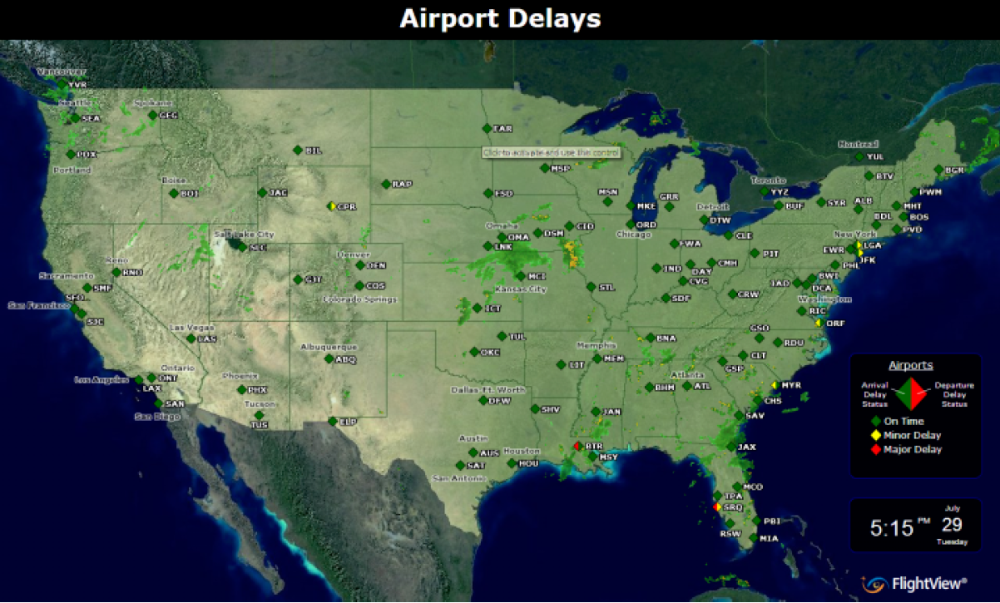 Airport Delays
Vancouver
YVR
Seattle
SEA
Spokane
GEG
PDX
Portland
BIL
FAR
Click to activate and use this control
MSP
Boise
BOI
JAC
CPR
RAP
FSD
MSN
MKE
GRR
Detroit
DTW
Toronto
YYZ
BUF
Montreal
YUL
BTV
BGR
PWM
SYR
ALB
MHT
BOS
BDL
PVD
New York
LGA
EWR
JFK
PHL
Salt Lake City
SLC
Reno
RNO
Sacramento
SMF
SFO
San Francisco
SJC
Denver
DEN
GJT
COS
Colorado Springs
Omaha
OMA
LNK
DSM
CID
ORD
Chicago
FWA
CLE
PIT
IND
DAY
CMH
CVG
IAD
BWI
DCA
Washington
MCI
Kansas City
STL
SDF
CRW
RIC
ORF
ICT
Las Vegas
LAS
Albuquerque
ABQ
TUL
OKC
LIT
Memphis
MEM
BNA
GSO
RDU
CLT
GSP
Los Angeles
Ontario
ONT
LAX
SAN
San Diego
Phoenix
PHX
Tucson
TUS
ELP
Dallas-Ft. Worth
DFW
SHV
JAN
BHM
Atlanta
ATL
MYR
CHS
SAV
Austin
AUS
SAT
San Antonio
Houston
HOU
BTR
MSY
JAX
MCO
TPA
SRQ
RSW
PBI
MIA
Airports
Arrival
Delay
Status
Departure
Delay
Status
On Time
Minor Delay
Major Delay
5:15 PM
July
29
Tuesday
FlightView®